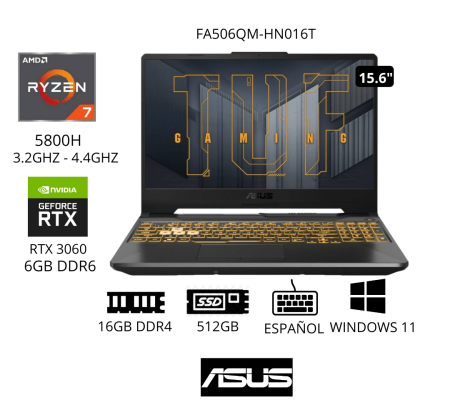 FA506QM-HN016T
AMD
RYZEN
7
15.6"
TUF
GAMING
ASUS
5800H
3.2GHZ - 4.4GHZ
NVIDIA
GEFORCE
RTX
RTX 3060
6GB DDR6
SSD
16GB DDR4
512GB
ESPAÑOL
WINDOWS 11
ASUS